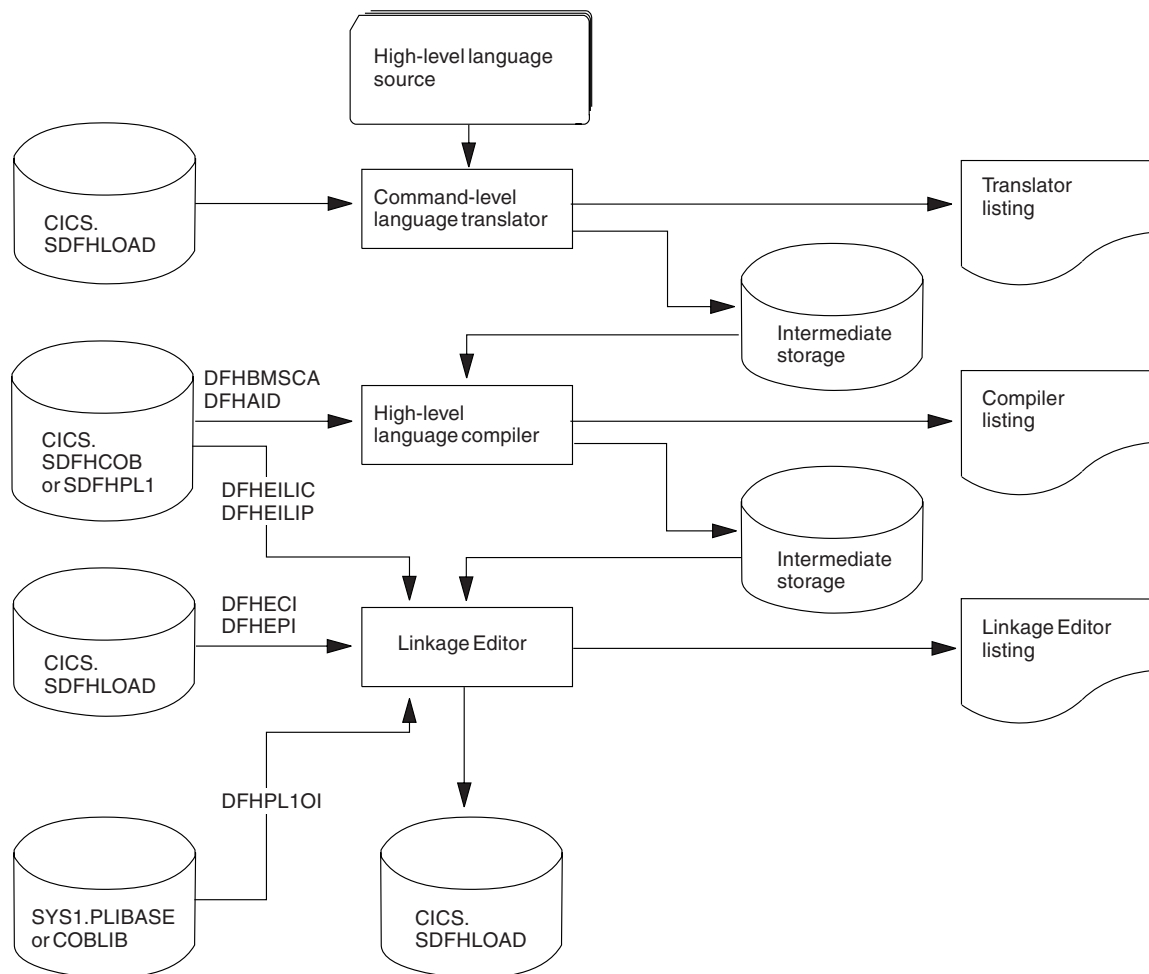 High-level language
source
CICS.
SDFHLOAD
Command-level
language translator
Translator
listing
Intermediate
storage
DFHBMSCA
DFHAID
CICS.
SDFHCOB
or SDFHPL1
High-level
language compiler
Compiler
listing
DFHEILIC
DFHEILIP
Intermediate
storage
DFHECI
DFHEPI
CICS.
SDFHLOAD
Linkage Editor
Linkage Editor
listing
DFHPL1OI
SYS1.PLIBASE
or COBLIB
CICS.
SDFHLOAD